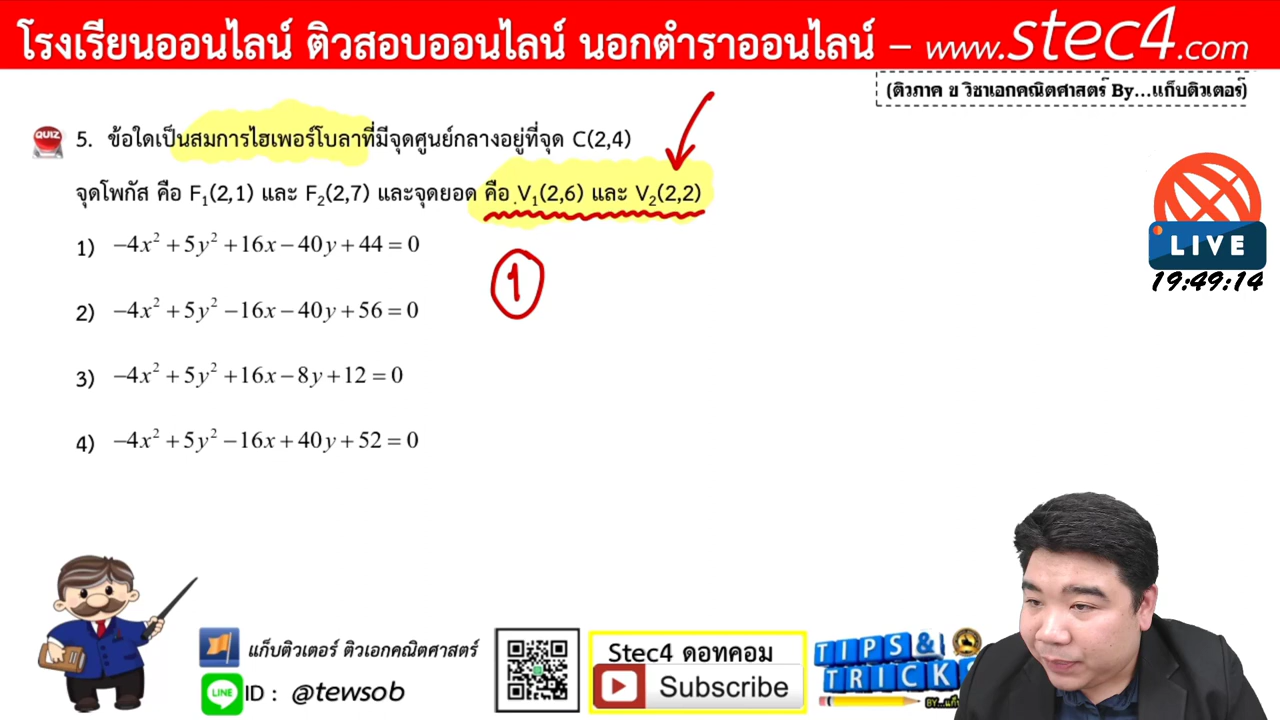 โรงเรียนออนไลน์ ติวสอบออนไลน์ นอกตำราออนไลน์ – www.stec4.com
(ติวภาค ข วิชาเอกคณิตศาสตร์ By...แก็บติวเตอร์)
QUIZ
5. ข้อใดเป็นสมการไฮเพอร์โบลาที่มีจุดศูนย์กลางอยู่ที่จุด C(2,4)
จุดโพกัส คือ F₁(2,1) และ F₂(2,7) และจุดยอด คือ V₁(2,6) และ V₂(2,2)
1) −4x² + 5y² + 16x − 40y + 44 = 0
1
2) −4x² + 5y² − 16x − 40y + 56 = 0
3) −4x² + 5y² + 16x − 8y + 12 = 0
4) −4x² + 5y² − 16x + 40y + 52 = 0
LIVE
19:49:14
แก็บติวเตอร์ ติวเอกคณิตศาสตร์
LINE ID : @tewsob
Stec4 ดอทคอม
Subscribe
TIPS &
TRICK